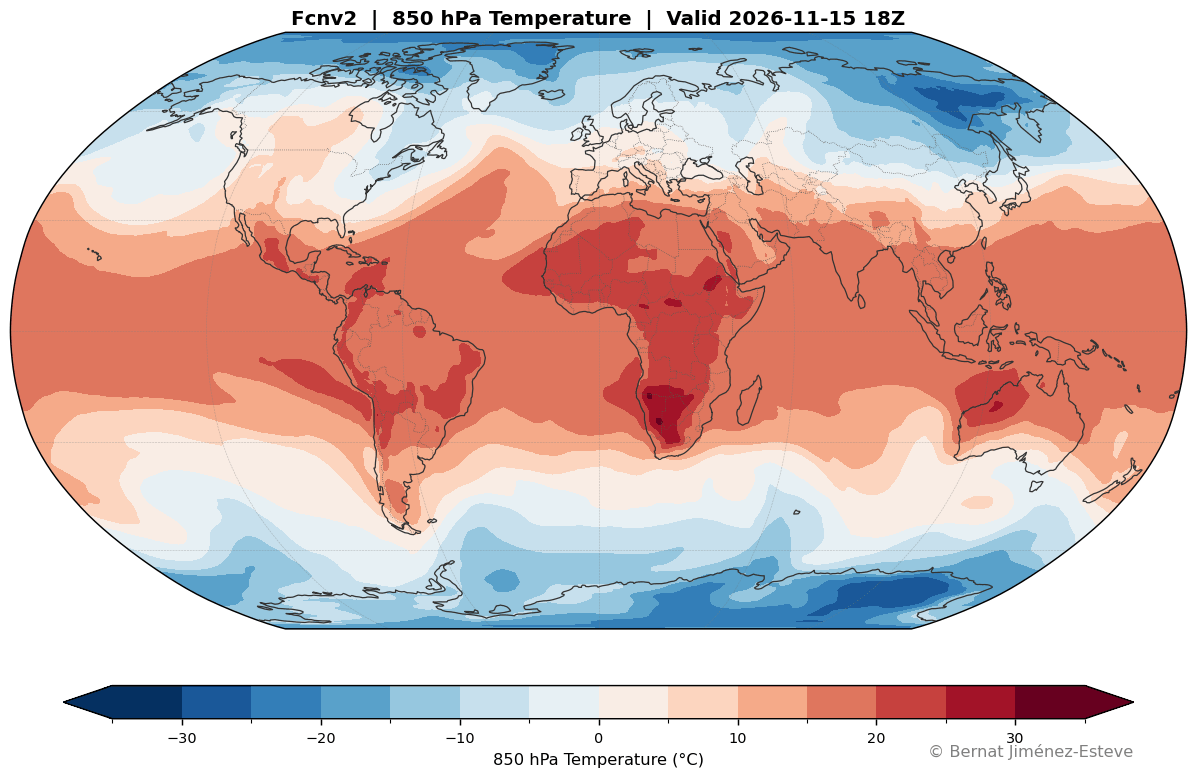 Fcnv2 | 850 hPa Temperature | Valid 2026-11-15 18Z
−30 −20 −10 0 10 20 30
850 hPa Temperature (°C)
© Bernat Jiménez-Esteve